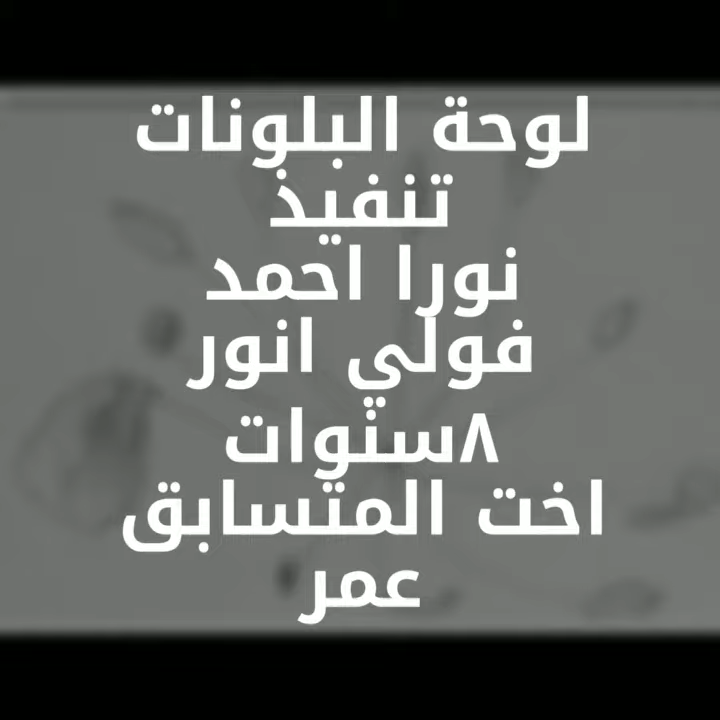 لوحة البلونات
تنفيذ
نورا احمد
فولي انور
٨سنوات
اخت المتسابق
عمر